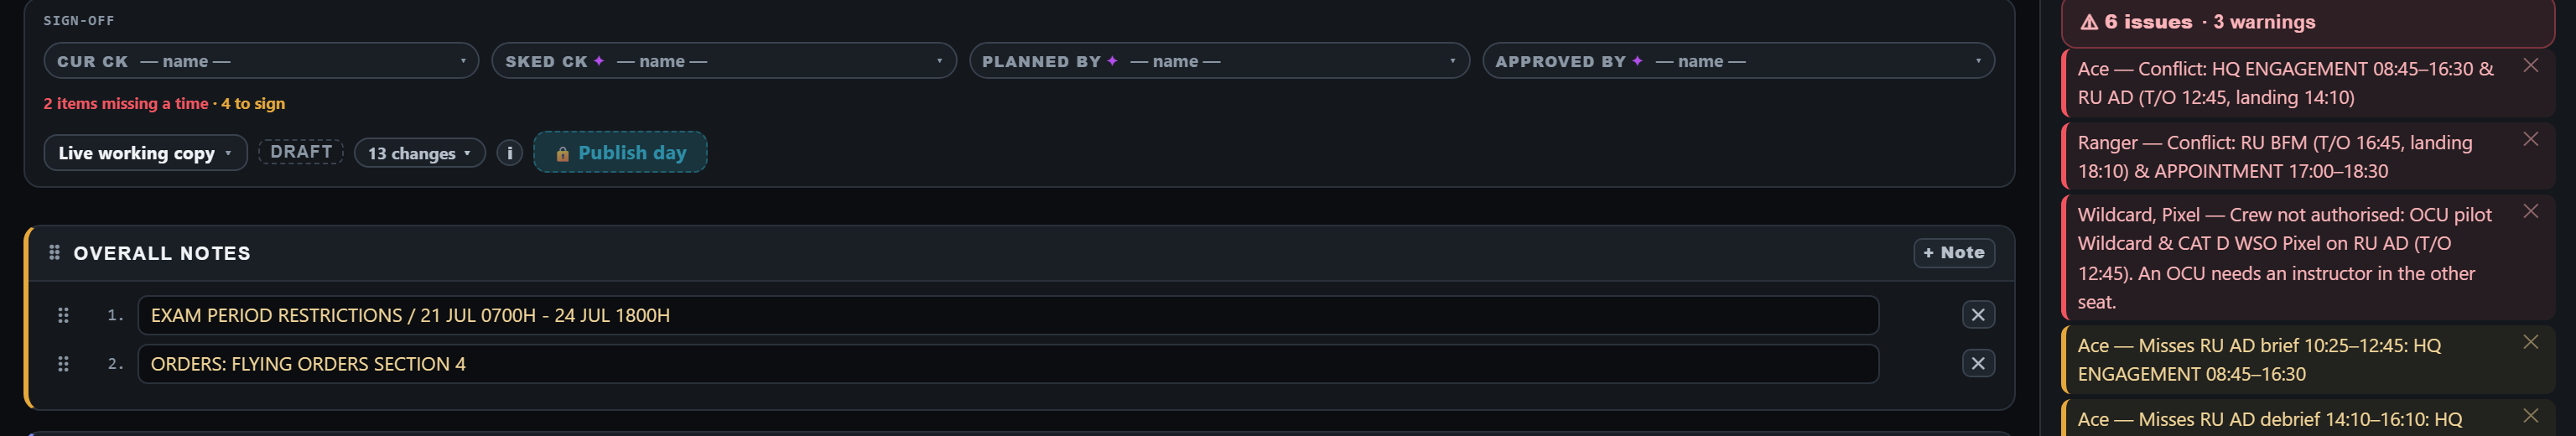 SIGN-OFF
CUR CK — name —
SKED CK ✦ — name —
PLANNED BY ✦ — name —
APPROVED BY ✦ — name —
2 items missing a time · 4 to sign
Live working copy
DRAFT
13 changes
i
Publish day
OVERALL NOTES
+ Note
1. EXAM PERIOD RESTRICTIONS / 21 JUL 0700H - 24 JUL 1800H
2. ORDERS: FLYING ORDERS SECTION 4
⚠ 6 issues · 3 warnings
Ace — Conflict: HQ ENGAGEMENT 08:45–16:30 &
RU AD (T/O 12:45, landing 14:10)
Ranger — Conflict: RU BFM (T/O 16:45, landing
18:10) & APPOINTMENT 17:00–18:30
Wildcard, Pixel — Crew not authorised: OCU pilot
Wildcard & CAT D WSO Pixel on RU AD (T/O
12:45). An OCU needs an instructor in the other
seat.
Ace — Misses RU AD brief 10:25–12:45: HQ
ENGAGEMENT 08:45–16:30
Ace — Misses RU AD debrief 14:10–16:10: HQ